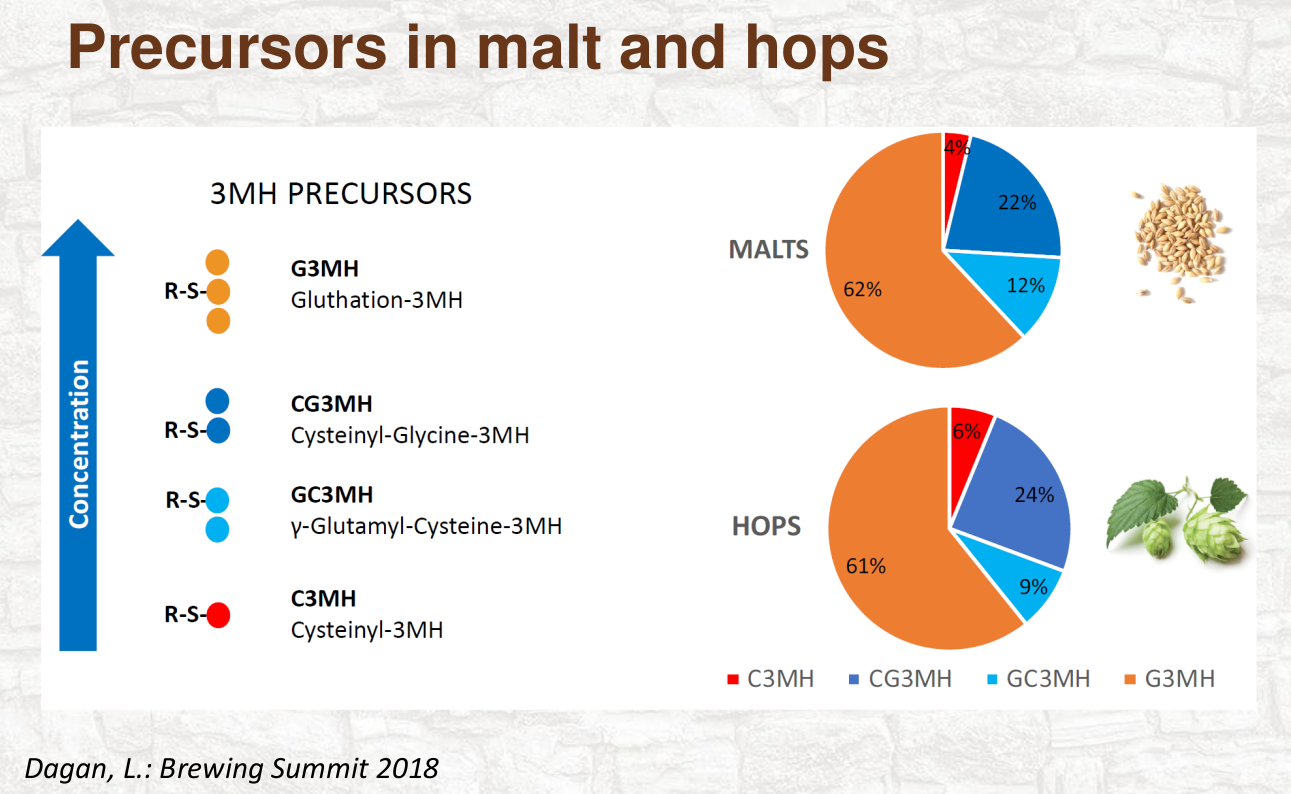 Precursors in malt and hops
3MH PRECURSORS
Concentration
R-S-
G3MH
Gluthation-3MH
R-S-
CG3MH
Cysteinyl-Glycine-3MH
R-S-
GC3MH
γ-Glutamyl-Cysteine-3MH
R-S-
C3MH
Cysteinyl-3MH
MALTS
4%
22%
12%
62%
HOPS
6%
24%
9%
61%
C3MH CG3MH GC3MH G3MH
Dagan, L.: Brewing Summit 2018